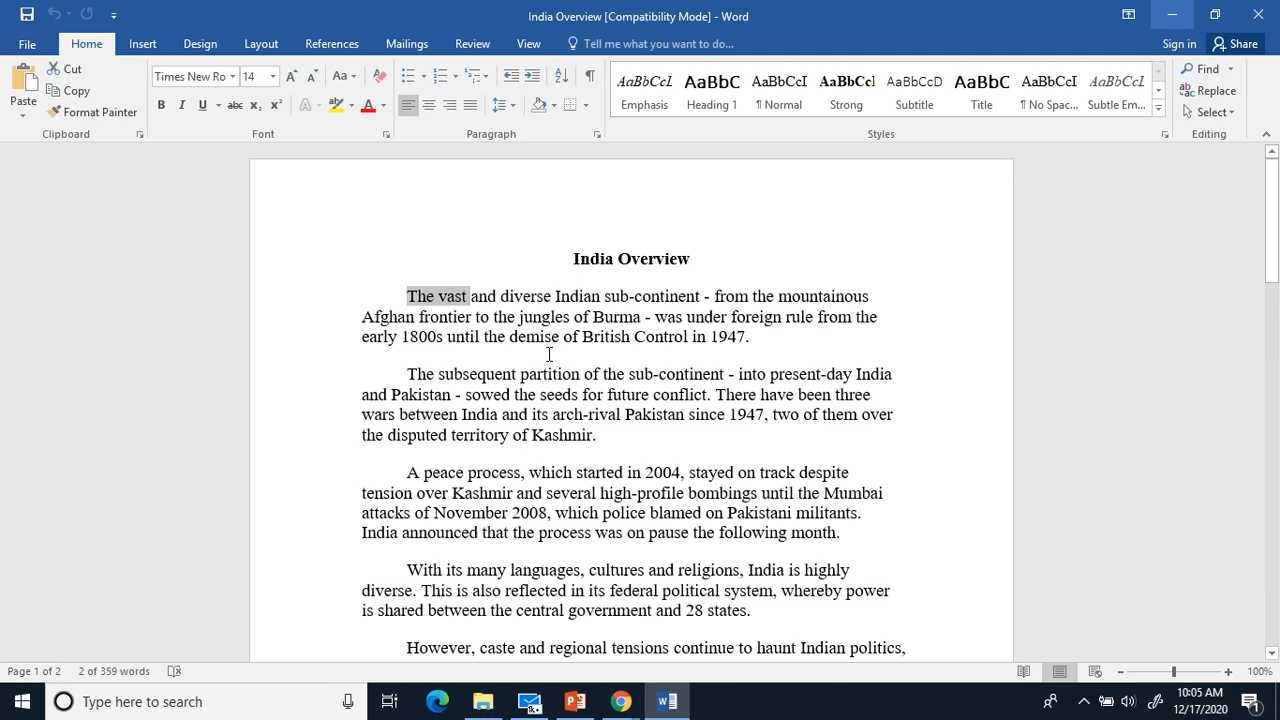 India Overview [Compatibility Mode] - Word
File Home Insert Design Layout References Mailings Review View Tell me what you want to do... Sign in Share
Paste
Cut
Copy
Format Painter
Clipboard
Times New Ro 14 Aa
B I U abc x₂ x² A A
Font
Paragraph
AaBbCcI AaBbC AaBbCcI AaBbCc AaBbCcD AaBbC AaBbCcI AaBbCcI
Emphasis Heading 1 ¶ Normal Strong Subtitle Title ¶ No Spac... Subtle Em...
Styles
Find
Replace
Select
Editing
India Overview
The vast and diverse Indian sub-continent - from the mountainous
Afghan frontier to the jungles of Burma - was under foreign rule from the
early 1800s until the demise of British Control in 1947.
The subsequent partition of the sub-continent - into present-day India
and Pakistan - sowed the seeds for future conflict. There have been three
wars between India and its arch-rival Pakistan since 1947, two of them over
the disputed territory of Kashmir.
A peace process, which started in 2004, stayed on track despite
tension over Kashmir and several high-profile bombings until the Mumbai
attacks of November 2008, which police blamed on Pakistani militants.
India announced that the process was on pause the following month.
With its many languages, cultures and religions, India is highly
diverse. This is also reflected in its federal political system, whereby power
is shared between the central government and 28 states.
However, caste and regional tensions continue to haunt Indian politics,
Page 1 of 2 2 of 359 words 100%
Type here to search
10:05 AM
12/17/2020